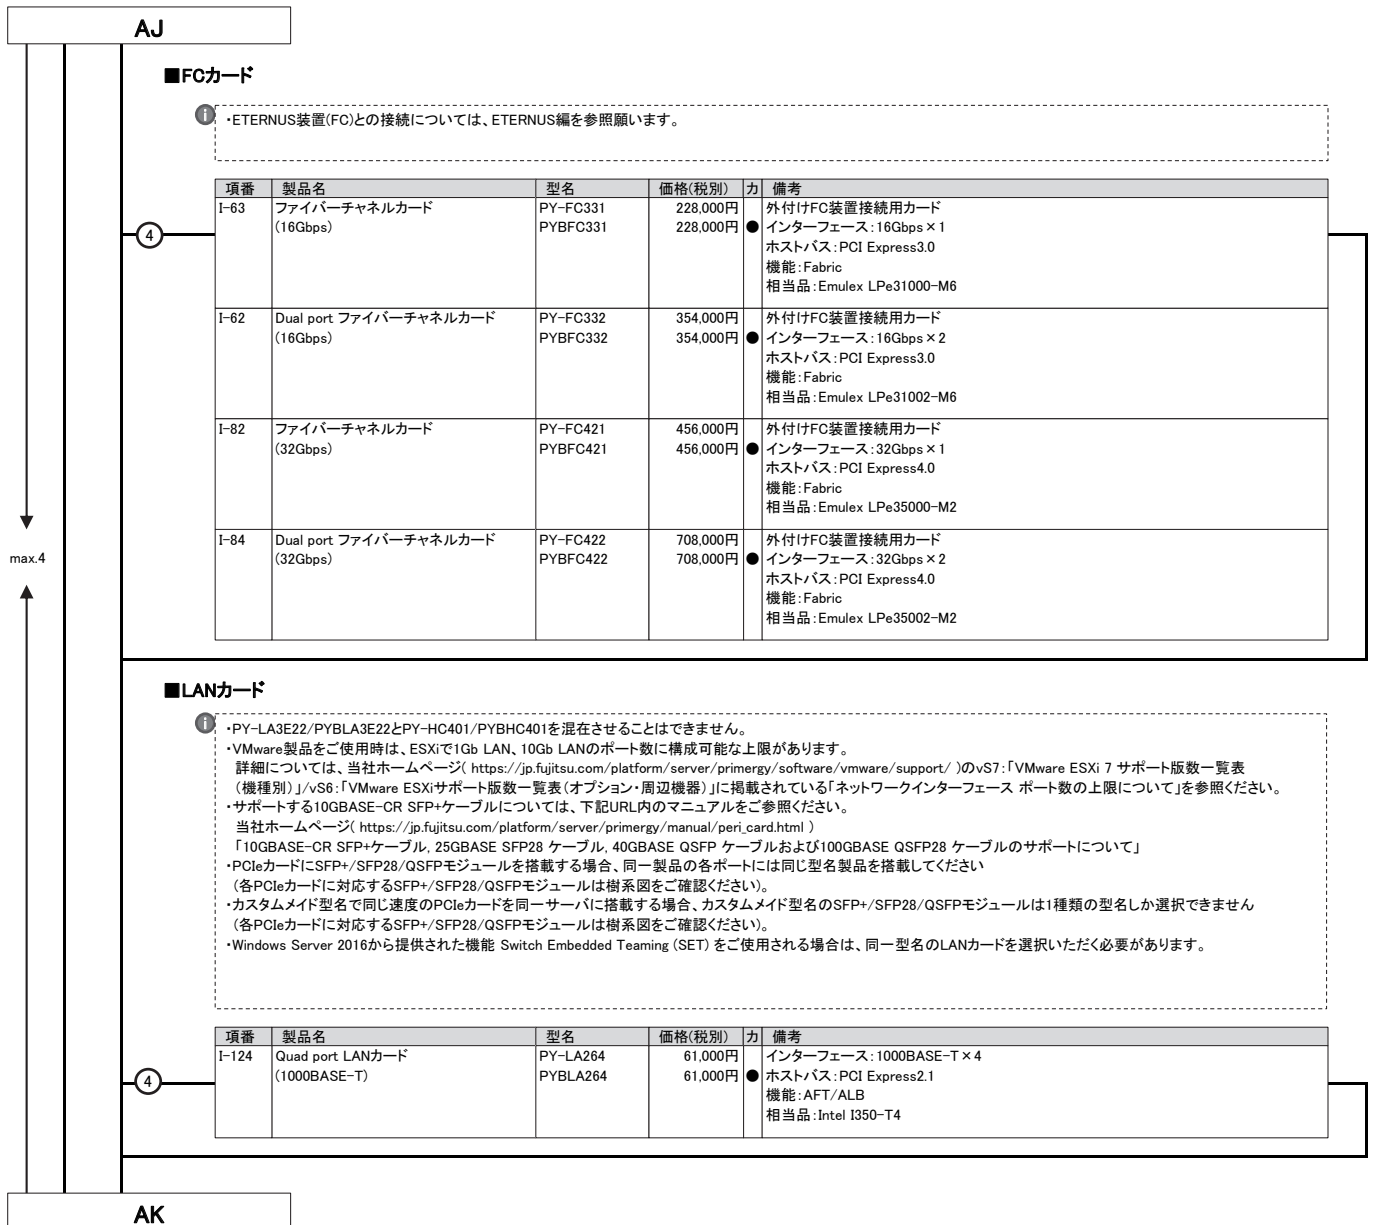 AJ
■FCカード
・ETERNUS装置(FC)との接続については、ETERNUS編を参照願います。
項番 製品名 型名 価格(税別) カ 備考
I-63 ファイバーチャネルカード PY-FC331 228,000円 外付けFC装置接続用カード
④ (16Gbps) PYBFC331 228,000円 ● インターフェース：16Gbps×1
ホストバス：PCI Express3.0
機能：Fabric
相当品：Emulex LPe31000-M6
I-62 Dual port ファイバーチャネルカード PY-FC332 354,000円 外付けFC装置接続用カード
(16Gbps) PYBFC332 354,000円 ● インターフェース：16Gbps×2
ホストバス：PCI Express3.0
機能：Fabric
相当品：Emulex LPe31002-M6
I-82 ファイバーチャネルカード PY-FC421 456,000円 外付けFC装置接続用カード
(32Gbps) PYBFC421 456,000円 ● インターフェース：32Gbps×1
ホストバス：PCI Express4.0
機能：Fabric
相当品：Emulex LPe35000-M2
I-84 Dual port ファイバーチャネルカード PY-FC422 708,000円 外付けFC装置接続用カード
max.4 (32Gbps) PYBFC422 708,000円 ● インターフェース：32Gbps×2
ホストバス：PCI Express4.0
機能：Fabric
相当品：Emulex LPe35002-M2
■LANカード
・PY-LA3E22/PYBLA3E22とPY-HC401/PYBHC401を混在させることはできません。
・VMware製品をご使用時は、ESXiで1Gb LAN、10Gb LANのポート数に構成可能な上限があります。
詳細については、当社ホームページ( https://jp.fujitsu.com/platform/server/primergy/software/vmware/support/ )のvS7：「VMware ESXi 7 サポート版数一覧表
（機種別）」/vS6：「VMware ESXiサポート版数一覧表（オプション・周辺機器）」に掲載されている「ネットワークインターフェース ポート数の上限について」を参照ください。
・サポートする10GBASE-CR SFP+ケーブルについては、下記URL内のマニュアルをご参照ください。
当社ホームページ( https://jp.fujitsu.com/platform/server/primergy/manual/peri_card.html )
「10GBASE-CR SFP+ケーブル, 25GBASE SFP28 ケーブル, 40GBASE QSFP ケーブルおよび100GBASE QSFP28 ケーブルのサポートについて」
・PCIeカードにSFP+/SFP28/QSFPモジュールを搭載する場合、同一製品の各ポートには同じ型名製品を搭載してください
（各PCIeカードに対応するSFP+/SFP28/QSFPモジュールは樹系図をご確認ください）。
・カスタムメイド型名で同じ速度のPCIeカードを同一サーバに搭載する場合、カスタムメイド型名のSFP+/SFP28/QSFPモジュールは1種類の型名しか選択できません
（各PCIeカードに対応するSFP+/SFP28/QSFPモジュールは樹系図をご確認ください）。
・Windows Server 2016から提供された機能 Switch Embedded Teaming (SET) をご使用される場合は、同一型名のLANカードを選択いただく必要があります。
項番 製品名 型名 価格(税別) カ 備考
I-124 Quad port LANカード PY-LA264 61,000円 インターフェース：1000BASE-T×4
④ (1000BASE-T) PYBLA264 61,000円 ● ホストバス：PCI Express2.1
機能：AFT/ALB
相当品：Intel I350-T4
AK